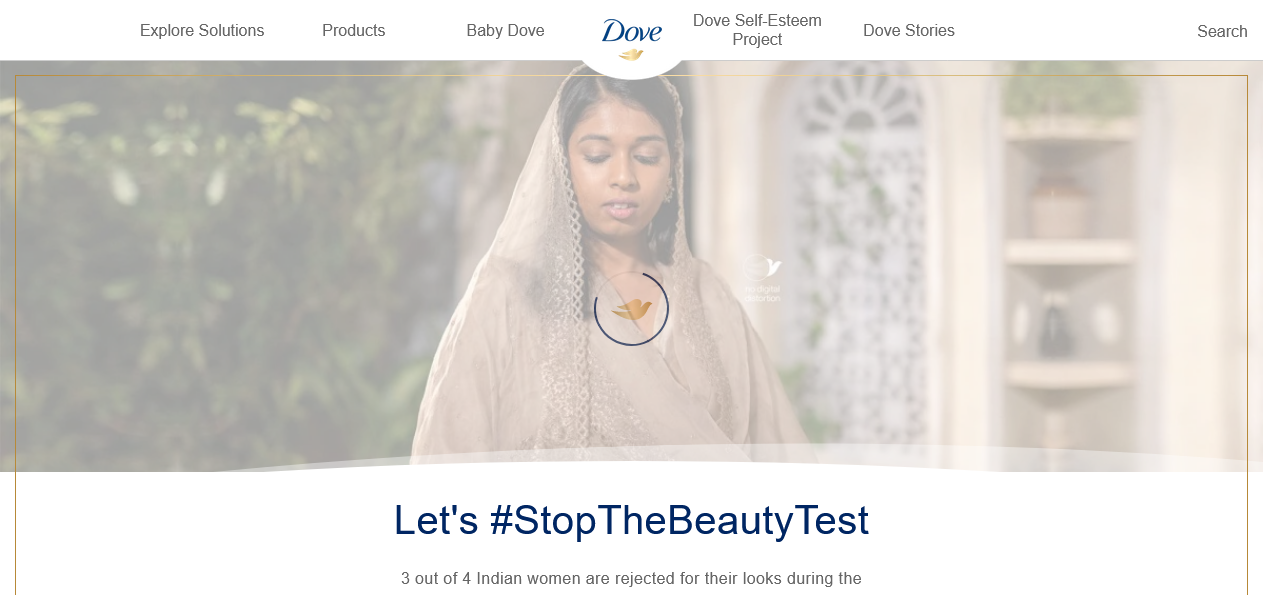 Explore Solutions
Products
Baby Dove
Dove
Dove Self-Esteem
Project
Dove Stories
Search
no digital
distortion
Let's #StopTheBeautyTest
3 out of 4 Indian women are rejected for their looks during the